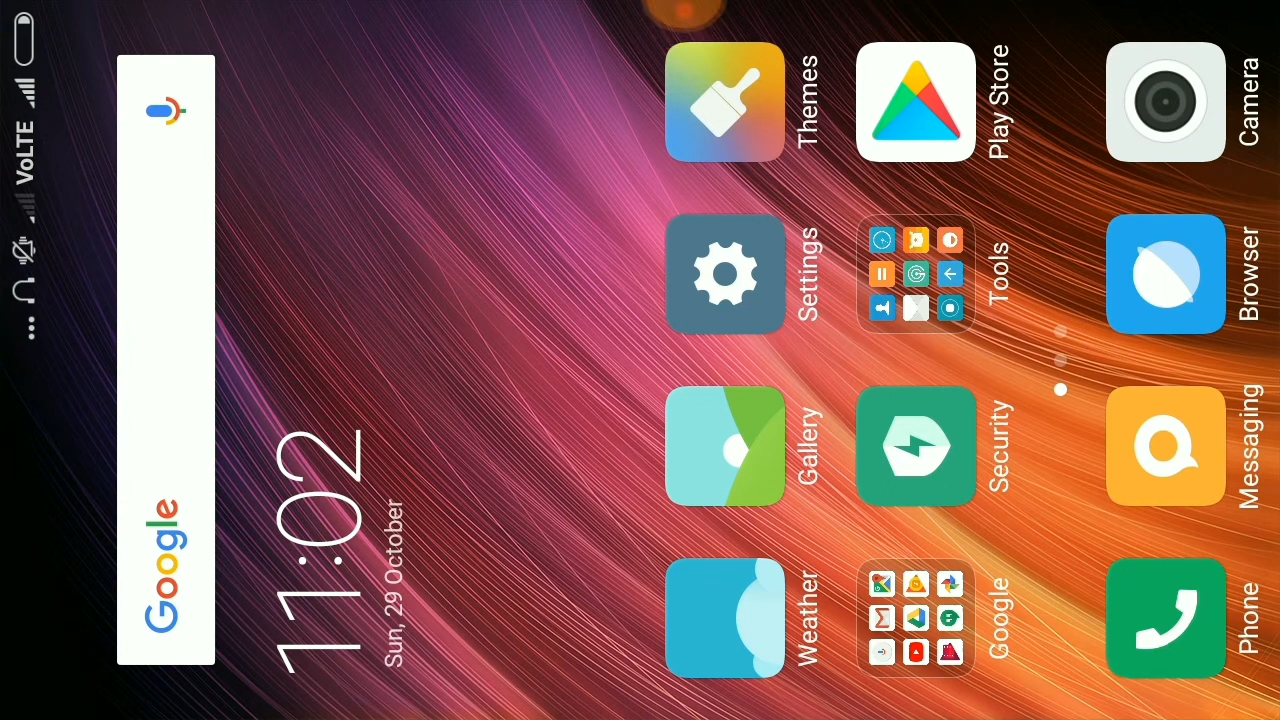 ... VoLTE
Google
11:02
Sun, 29 October
Weather Gallery Settings Themes
Google Security Tools Play Store
Phone Messaging Browser Camera